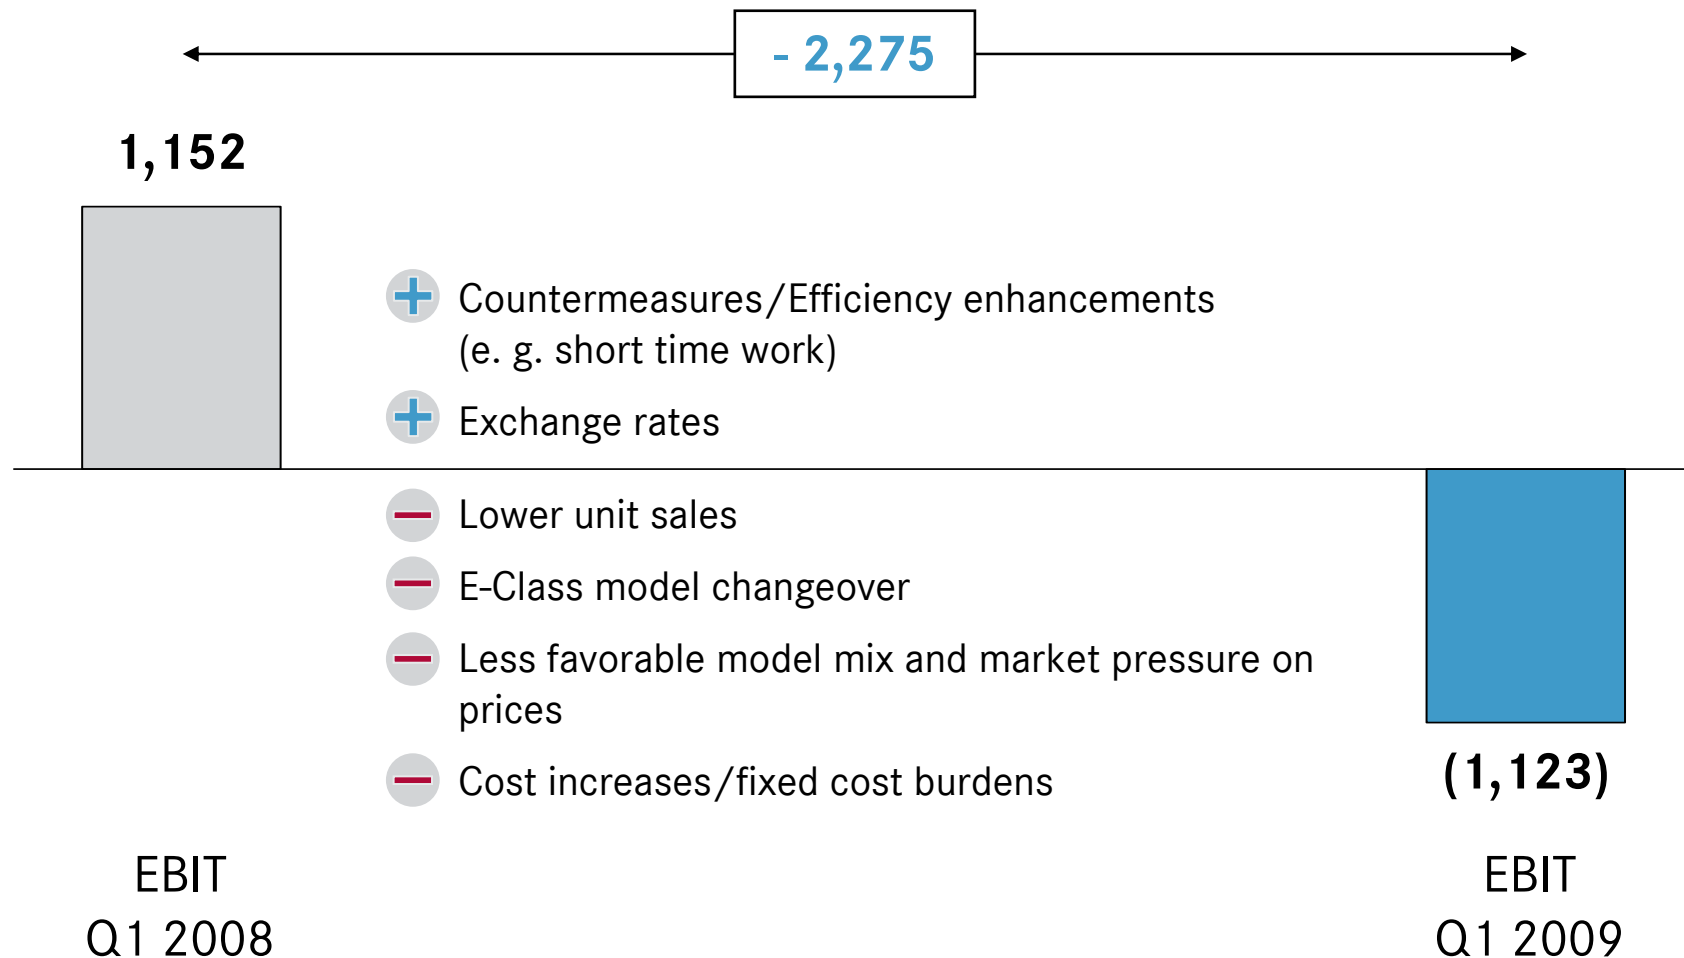 - 2,275
1,152
Countermeasures/Efficiency enhancements
(e. g. short time work)
Exchange rates
Lower unit sales
E-Class model changeover
Less favorable model mix and market pressure on
prices
Cost increases/fixed cost burdens
(1,123)
EBIT
Q1 2008
EBIT
Q1 2009